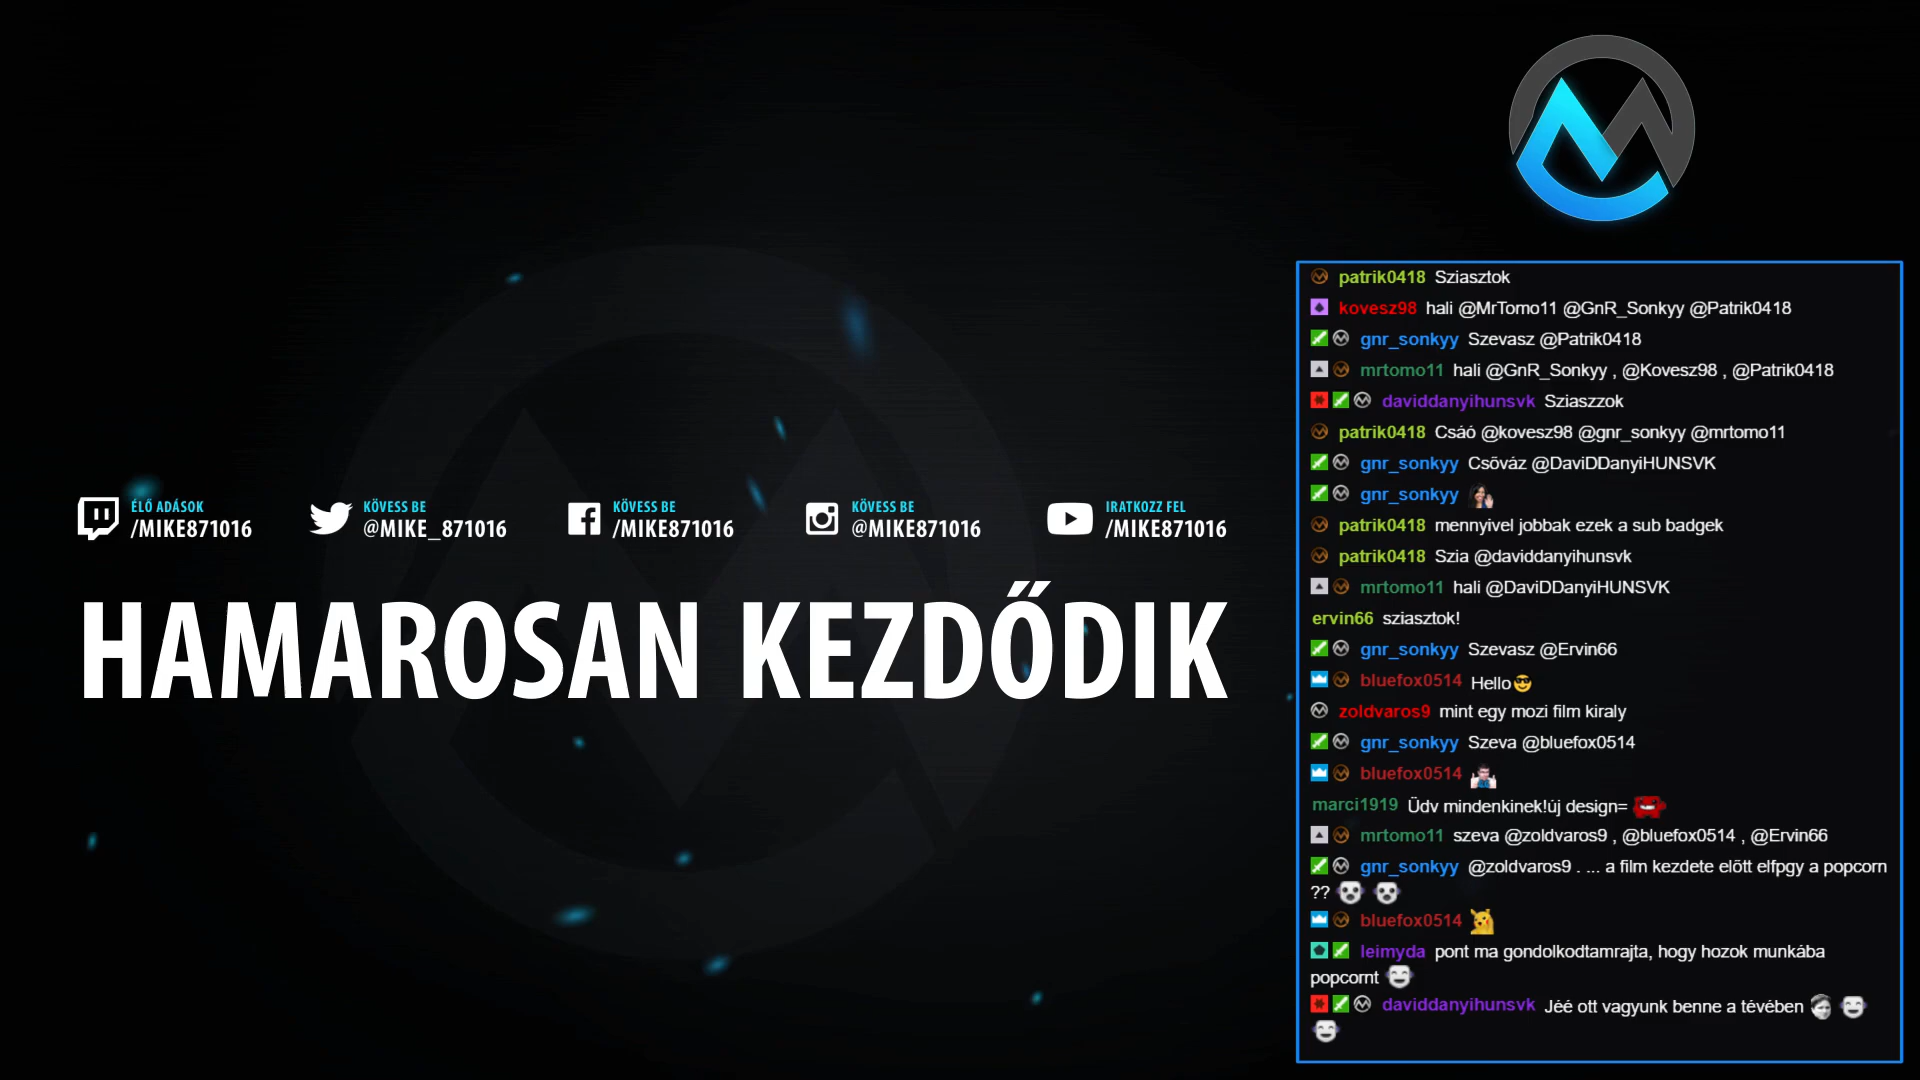 ÉLŐ ADÁSOK
/MIKE871016
KÖVESS BE
@MIKE_871016
KÖVESS BE
/MIKE871016
KÖVESS BE
@MIKE871016
IRATKOZZ FEL
/MIKE871016
HAMAROSAN KEZDŐDIK
patrik0418 Sziasztok
kovesz98 hali @MrTomo11 @GnR_Sonkyy @Patrik0418
gnr_sonkyy Szevasz @Patrik0418
mrtomo11 hali @GnR_Sonkyy , @Kovesz98 , @Patrik0418
daviddanyihunsvk Sziaszzok
patrik0418 Csáó @kovesz98 @gnr_sonkyy @mrtomo11
gnr_sonkyy Csőváz @DaviDDanyiHUNSVK
gnr_sonkyy
patrik0418 mennyivel jobbak ezek a sub badgek
patrik0418 Szia @daviddanyihunsvk
mrtomo11 hali @DaviDDanyiHUNSVK
ervin66 sziasztok!
gnr_sonkyy Szevasz @Ervin66
bluefox0514 Hello😎
zoldvaros9 mint egy mozi film kiraly
gnr_sonkyy Szeva @bluefox0514
bluefox0514
marci1919 Üdv mindenkinek!új design=
mrtomo11 szeva @zoldvaros9 , @bluefox0514 , @Ervin66
gnr_sonkyy @zoldvaros9 . ... a film kezdete előtt elfpgy a popcorn
??
bluefox0514
leimyda pont ma gondolkodtamrajta, hogy hozok munkába
popcornt
daviddanyihunsvk Jéé ott vagyunk benne a tévében